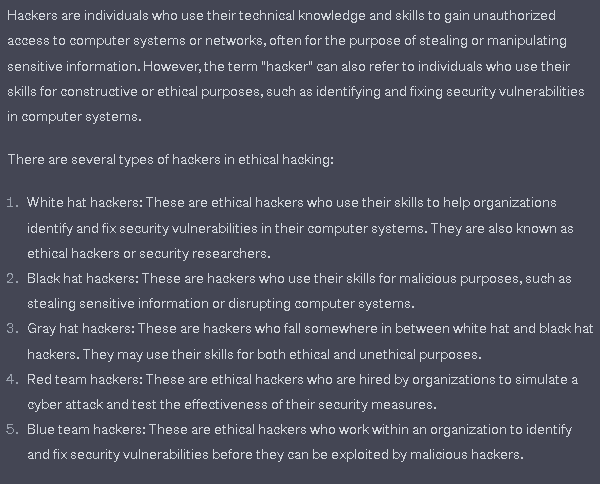 Hackers are individuals who use their technical knowledge and skills to gain unauthorized
access to computer systems or networks, often for the purpose of stealing or manipulating
sensitive information. However, the term "hacker" can also refer to individuals who use their
skills for constructive or ethical purposes, such as identifying and fixing security vulnerabilities
in computer systems.
There are several types of hackers in ethical hacking:
1. White hat hackers: These are ethical hackers who use their skills to help organizations
identify and fix security vulnerabilities in their computer systems. They are also known as
ethical hackers or security researchers.
2. Black hat hackers: These are hackers who use their skills for malicious purposes, such as
stealing sensitive information or disrupting computer systems.
3. Gray hat hackers: These are hackers who fall somewhere in between white hat and black hat
hackers. They may use their skills for both ethical and unethical purposes.
4. Red team hackers: These are ethical hackers who are hired by organizations to simulate a
cyber attack and test the effectiveness of their security measures.
5. Blue team hackers: These are ethical hackers who work within an organization to identify
and fix security vulnerabilities before they can be exploited by malicious hackers.